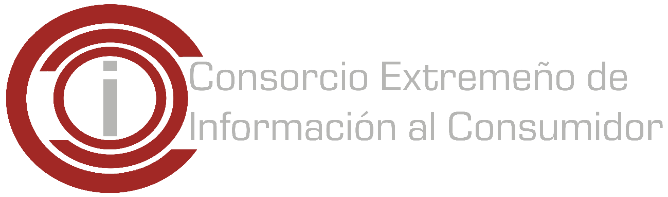 i
Consorcio Extremeño de
Información al Consumidor